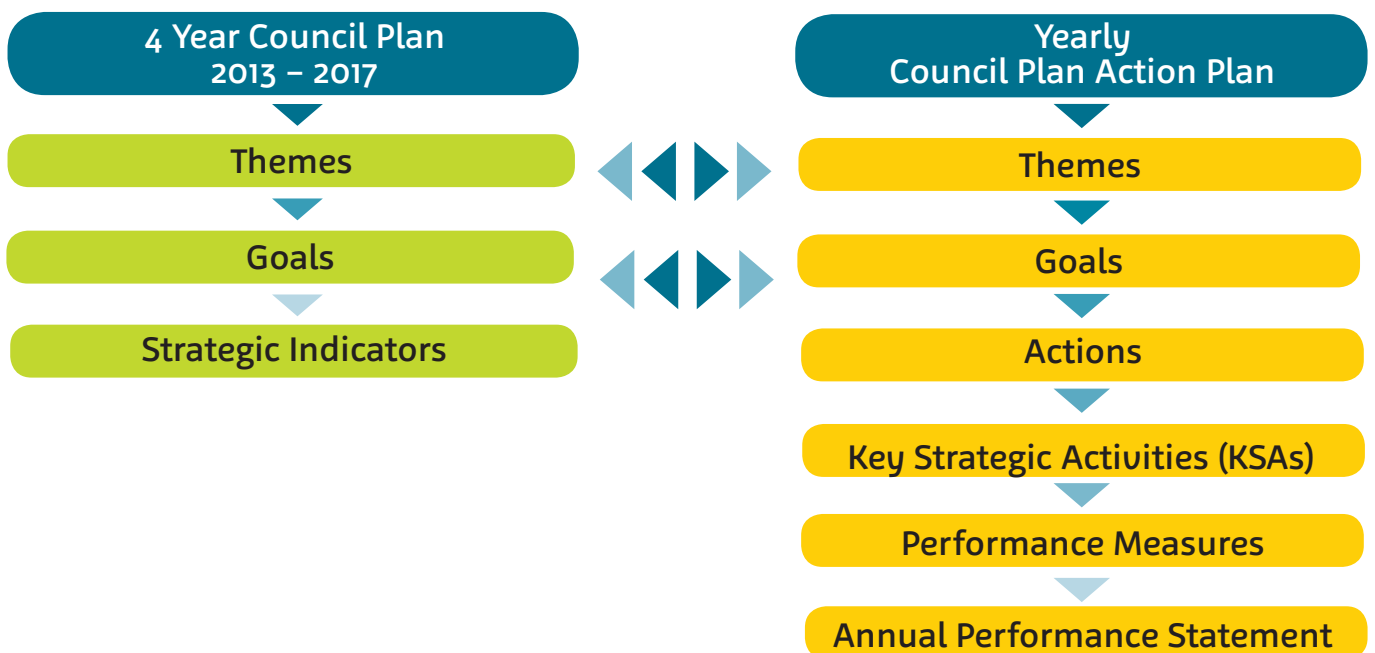 4 Year Council Plan
2013 – 2017
Themes
Goals
Strategic Indicators
Yearly
Council Plan Action Plan
Themes
Goals
Actions
Key Strategic Activities (KSAs)
Performance Measures
Annual Performance Statement